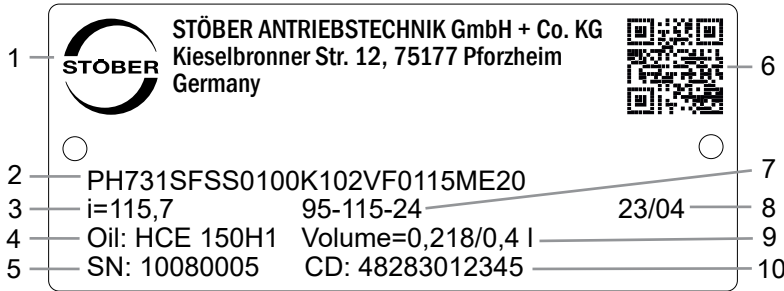 STÖBER
STÖBER ANTRIEBSTECHNIK GmbH + Co. KG
Kieselbronner Str. 12, 75177 Pforzheim
Germany
1
6
2
PH731SFSS0100K102VF0115ME20
7
3
i=115,7 95-115-24 23/04
8
4
Oil: HCE 150H1 Volume=0,218/0,4 l
9
5
SN: 10080005 CD: 48283012345
10